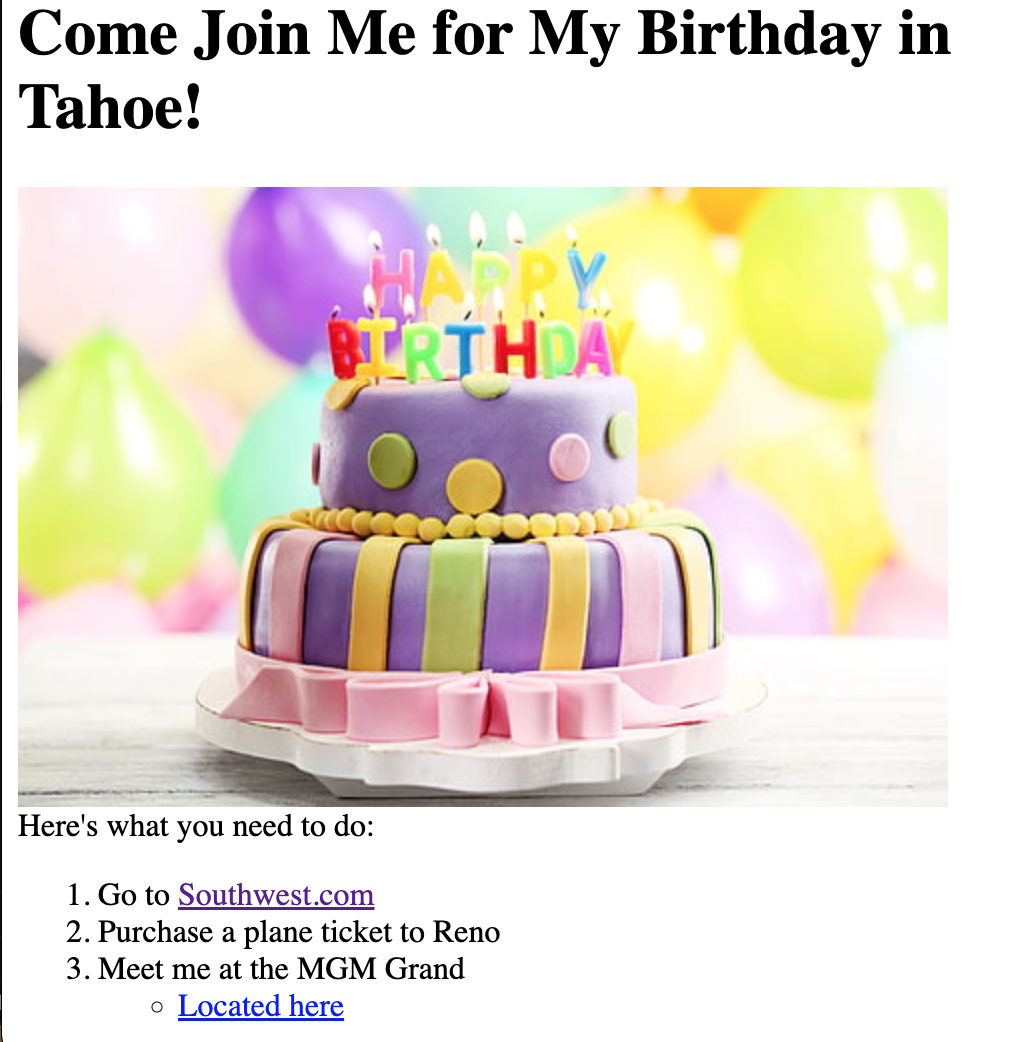 Come Join Me for My Birthday in
Tahoe!
HAPPY
BIRTHDAY
Here's what you need to do:
1. Go to Southwest.com
2. Purchase a plane ticket to Reno
3. Meet me at the MGM Grand
◦ Located here